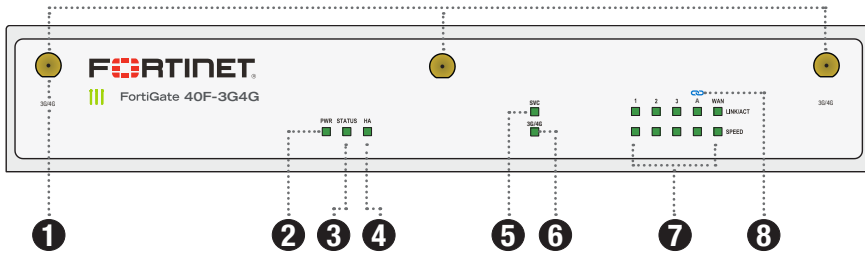 FORTINET
FortiGate 40F-3G4G
3G/4G
PWR STATUS HA
SVC
3G/4G
1 2 3 A WAN
LINK/ACT
SPEED
3G/4G
1 2 3 4 5 6 7 8